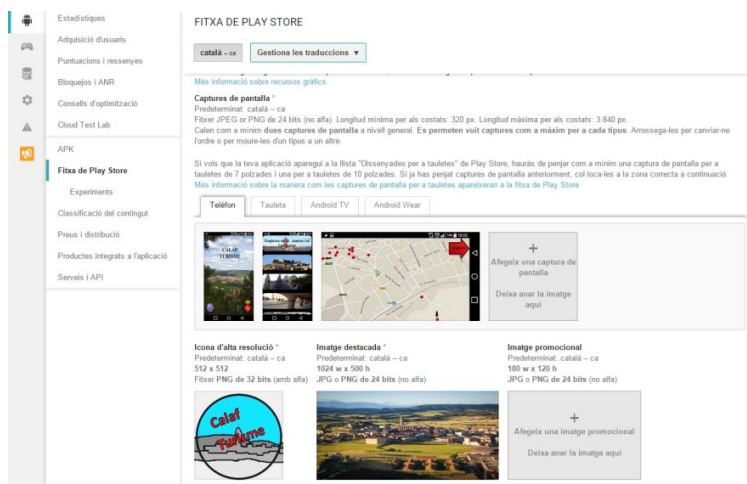 Estadístiques
Adquisició d'usuaris
Puntuacions i ressenyes
Bloquejos i ANR
Consells d'optimització
Cloud Test Lab
APK
Fitxa de Play Store
Experiments
Classificació del contingut
Preus i distribució
Productes integrats a l'aplicació
Serveis i API
FITXA DE PLAY STORE
català – ca
Gestiona les traduccions ▼
Més informació sobre recursos gràfics.
Captures de pantalla *
Predeterminat: català – ca
Fitxer JPEG or PNG de 24 bits (no alfa). Longitud mínima per als costats: 320 px. Longitud màxima per als costats: 3.840 px.
Calen com a mínim dues captures de pantalla a nivell general. Es permeten vuit captures com a màxim per a cada tipus. Arrossega-les per canviar-ne
l'ordre o per moure-les d'un tipus a un altre.
Si vols que la teva aplicació aparegui a la llista "Dissenyades per a tauletes" de Play Store, hauràs de penjar com a mínim una captura de pantalla per a
tauletes de 7 polzades i una per a tauletes de 10 polzades. Si ja has penjat captures de pantalla anteriorment, col·loca-les a la zona correcta a continuació.
Més informació sobre la manera com les captures de pantalla per a tauletes apareixeran a la fitxa de Play Store
Telèfon
Tauleta
Android TV
Android Wear
CALAF
TURISME
+
Afegeix una captura de
pantalla
Deixa anar la imatge
aquí
Icona d'alta resolució *
Predeterminat: català – ca
512 x 512
Fitxer PNG de 32 bits (amb alfa)
Imatge destacada *
Predeterminat: català – ca
1024 w x 500 h
JPG o PNG de 24 bits (no alfa)
Imatge promocional
Predeterminat: català – ca
180 w x 120 h
JPG o PNG de 24 bits (no alfa)
Calaf
Turisme
+
Afegeix una imatge promocional
Deixa anar la imatge aquí